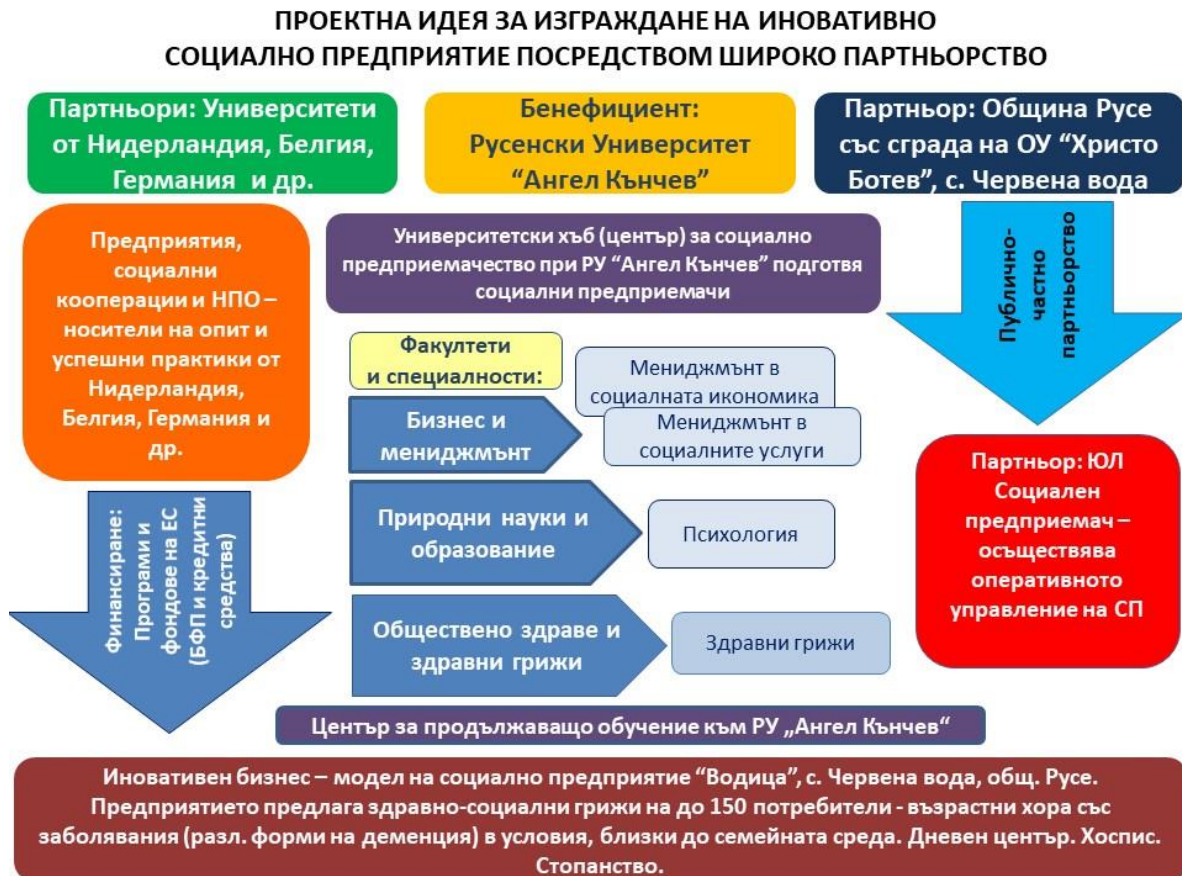 ПРОЕКТНА ИДЕЯ ЗА ИЗГРАЖДАНЕ НА ИНОВАТИВНО
СОЦИАЛНО ПРЕДПРИЯТИЕ ПОСРЕДСТВОМ ШИРОКО ПАРТНЬОРСТВО
Партньори: Университети
от Нидерландия, Белгия,
Германия и др.
Бенефициент:
Русенски Университет
“Ангел Кънчев”
Партньор: Община Русе
със сграда на ОУ “Христо
Ботев”, с. Червена вода
Предприятия,
социални
кооперации и НПО –
носители на опит и
успешни практики от
Нидерландия,
Белгия, Германия и
др.
Университетски хъб (център) за социално
предприемачество при РУ “Ангел Кънчев” подготвя
социални предприемачи
Публично-
частно
партньорство
Факултети
и специалности:
Мениджмънт в
социалната икономика
Бизнес и
мениджмънт
Мениджмънт в
социалните услуги
Природни науки и
образование
Психология
Обществено здраве и
здравни грижи
Здравни грижи
Партньор: ЮЛ
Социален
предприемач –
осъществява
оперативното
управление на СП
Финансиране:
Програми и
фондове на ЕС
(БФП и кредитни
средства)
Център за продължаващо обучение към РУ „Ангел Кънчев“
Иновативен бизнес – модел на социално предприятие “Водица”, с. Червена вода, общ. Русе.
Предприятието предлага здравно-социални грижи на до 150 потребители - възрастни хора със
заболявания (разл. форми на деменция) в условия, близки до семейната среда. Дневен център. Хоспис.
Стопанство.